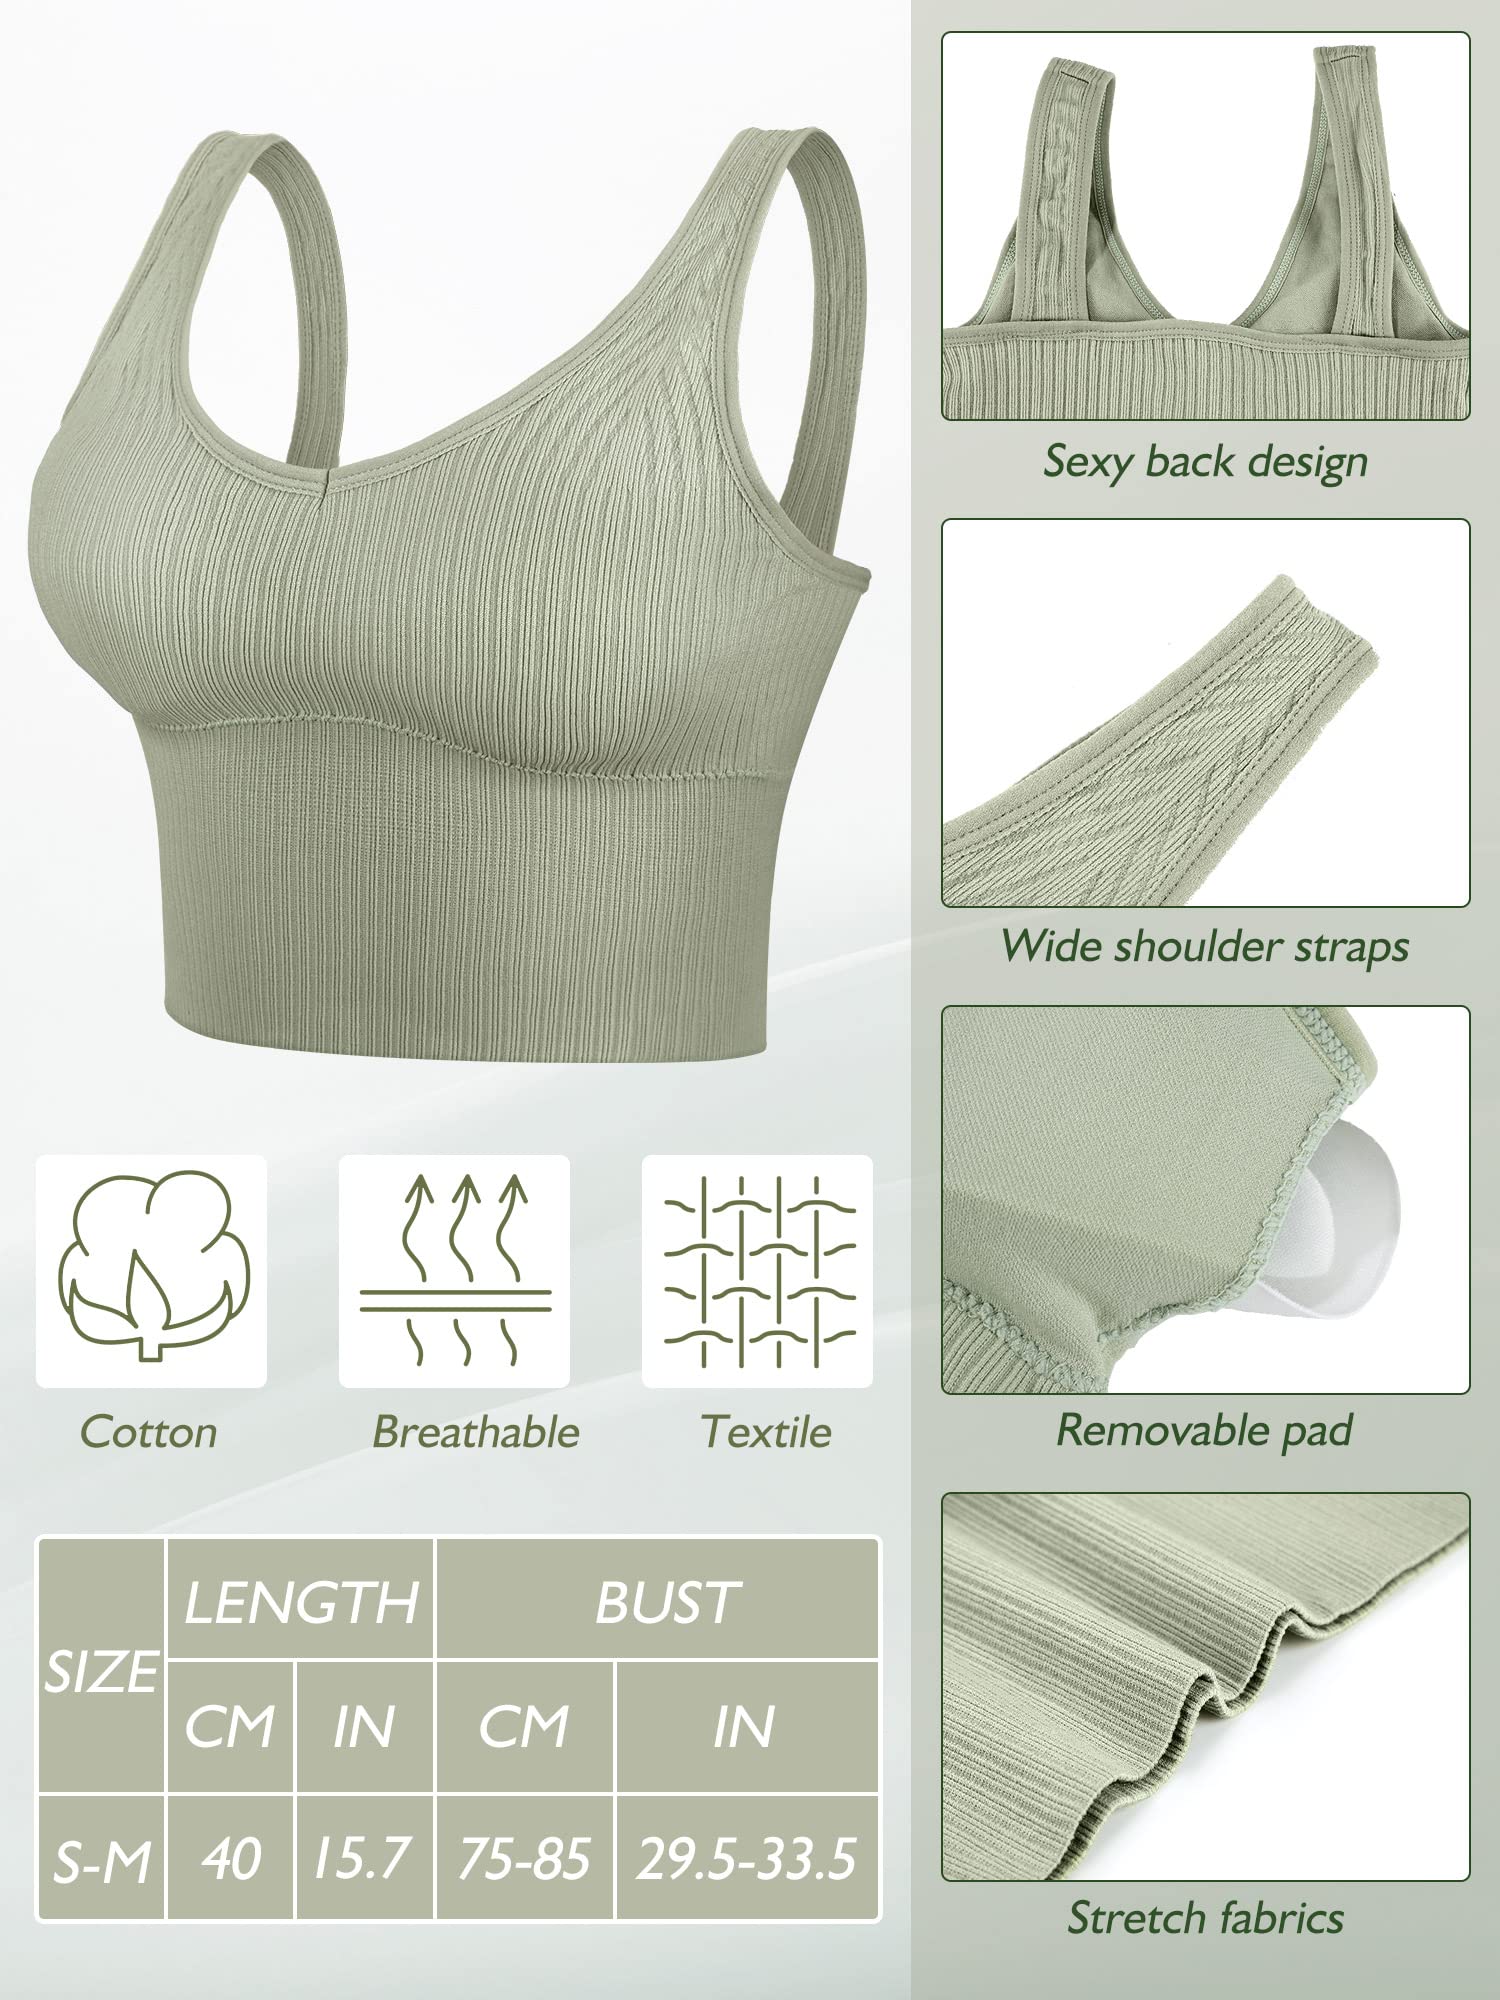 Sexy back design
Wide shoulder straps
Removable pad
Stretch fabrics
Cotton
Breathable
Textile
SIZE
LENGTH
BUST
CM
IN
CM
IN
S-M
40
15.7
75-85
29.5-33.5